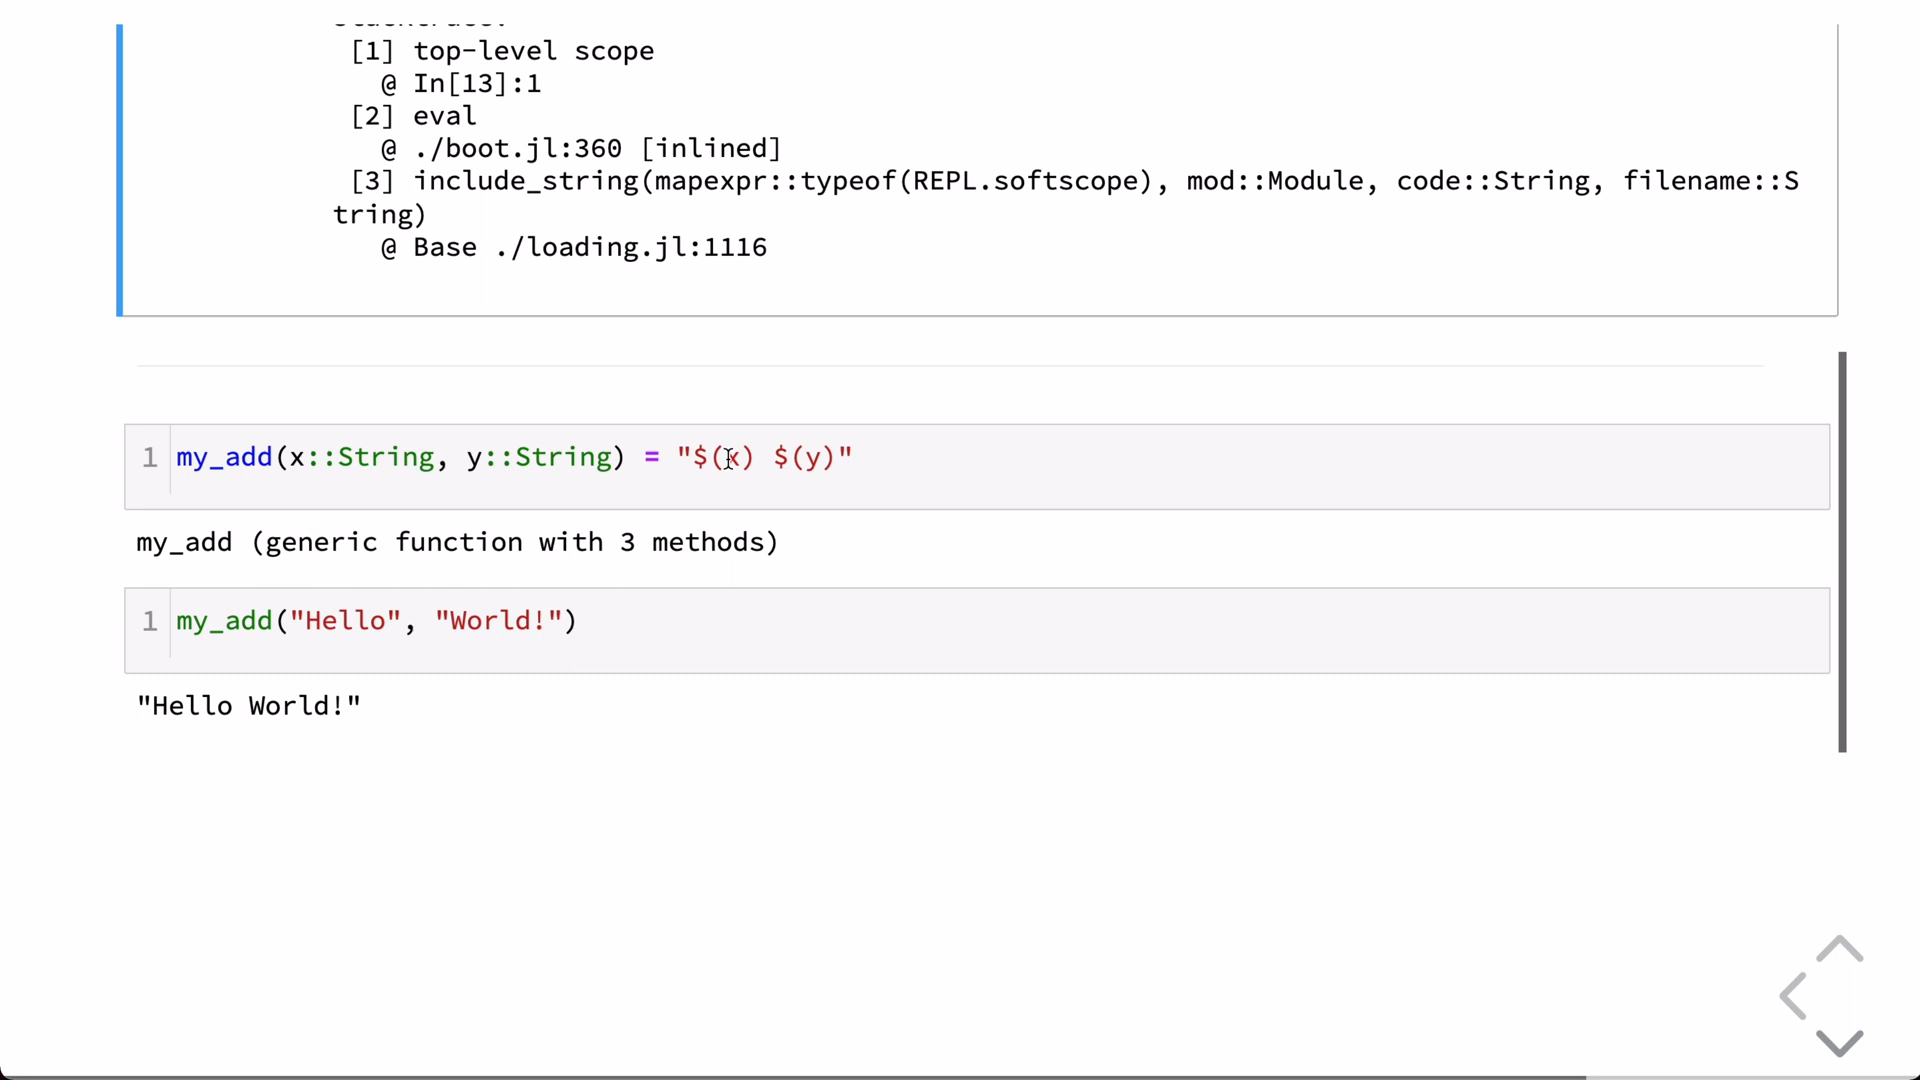 [1] top-level scope
@ In[13]:1
[2] eval
@ ./boot.jl:360 [inlined]
[3] include_string(mapexpr::typeof(REPL.softscope), mod::Module, code::String, filename::S
tring)
@ Base ./loading.jl:1116
1 my_add(x::String, y::String) = "$(x) $(y)"
my_add (generic function with 3 methods)
1 my_add("Hello", "World!")
"Hello World!"